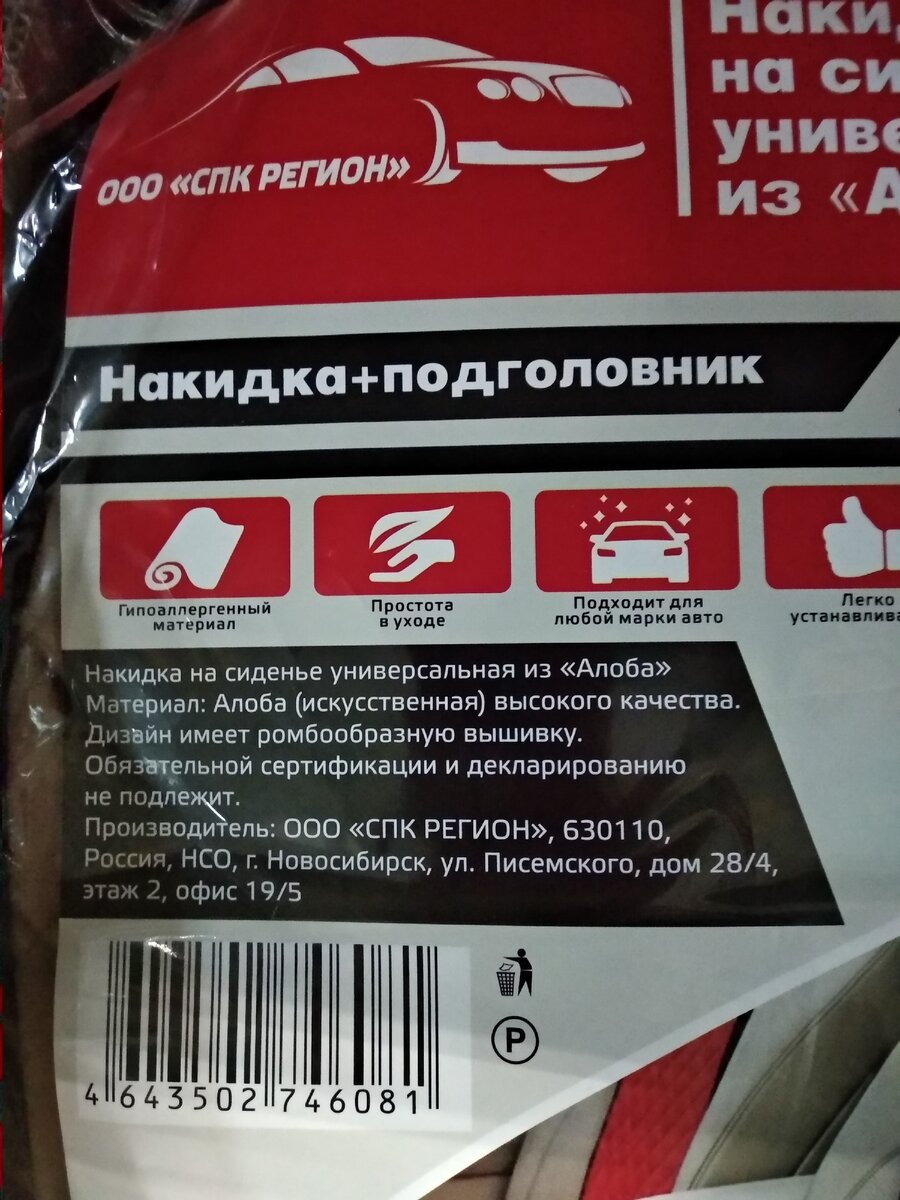 ООО «СПК РЕГИОН»
на
из
Накидка+подголовник
Гипоаллергенный
материал
Простота
в уходе
Подходит для
любой марки авто
Легко
Накидка на сиденье универсальная из «Алоба»
Материал: Алоба (искусственная) высокого качества.
Дизайн имеет ромбообразную вышивку.
Обязательной сертификации и декларированию
не подлежит.
Производитель: ООО «СПК РЕГИОН», 630110,
Россия, НСО, г. Новосибирск, ул. Писемского, дом 28/4,
этаж 2, офис 19/5
Р
4 643502 746081